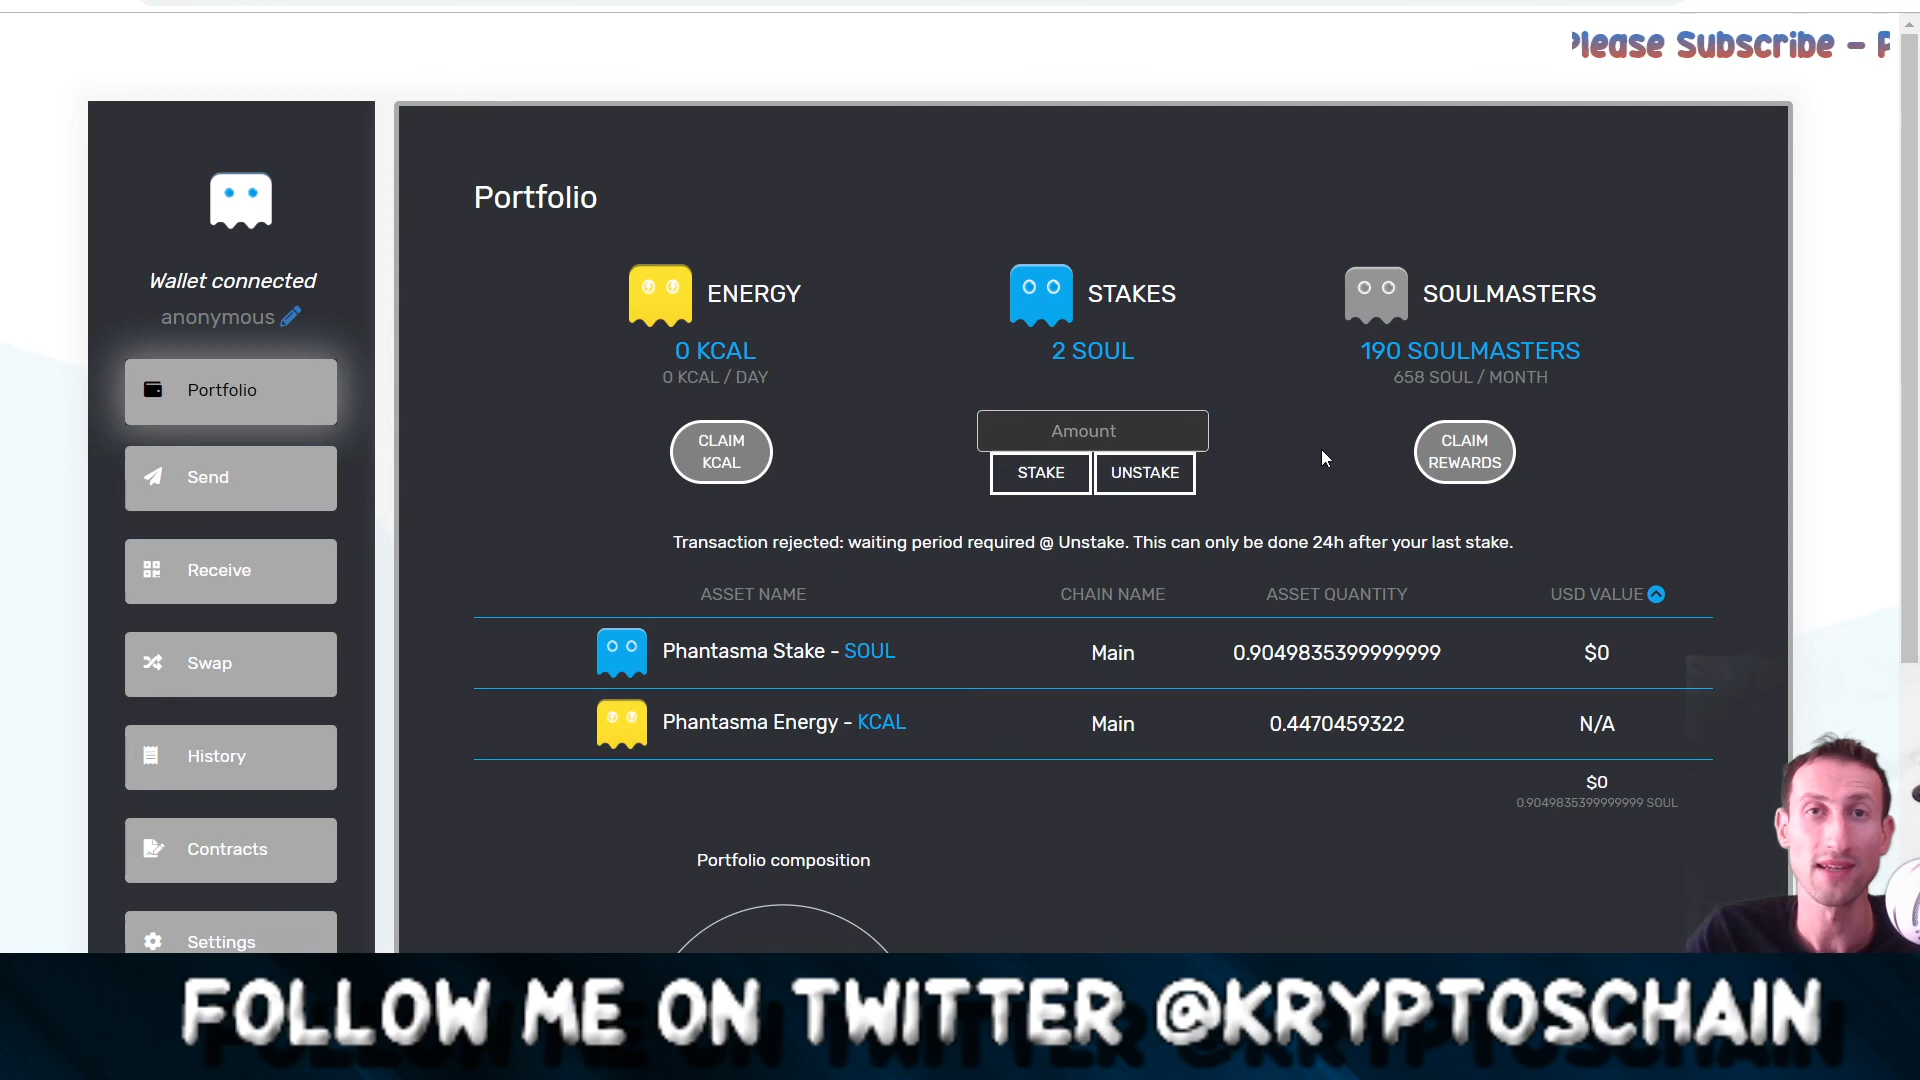 Please Subscribe -
Wallet connected
anonymous
Portfolio
Send
Receive
Swap
History
Contracts
Settings
Portfolio
ENERGY
0 KCAL
0 KCAL / DAY
CLAIM
KCAL
STAKES
2 SOUL
Amount
STAKE
UNSTAKE
SOULMASTERS
190 SOULMASTERS
658 SOUL / MONTH
CLAIM
REWARDS
Transaction rejected: waiting period required @ Unstake. This can only be done 24h after your last stake.
ASSET NAME CHAIN NAME ASSET QUANTITY USD VALUE
Phantasma Stake - SOUL Main 0.9049835399999999 $0
Phantasma Energy - KCAL Main 0.4470459322 N/A
$0
0.9049835399999999 SOUL
Portfolio composition
FOLLOW ME ON TWITTER @KRYPTOSCHAIN